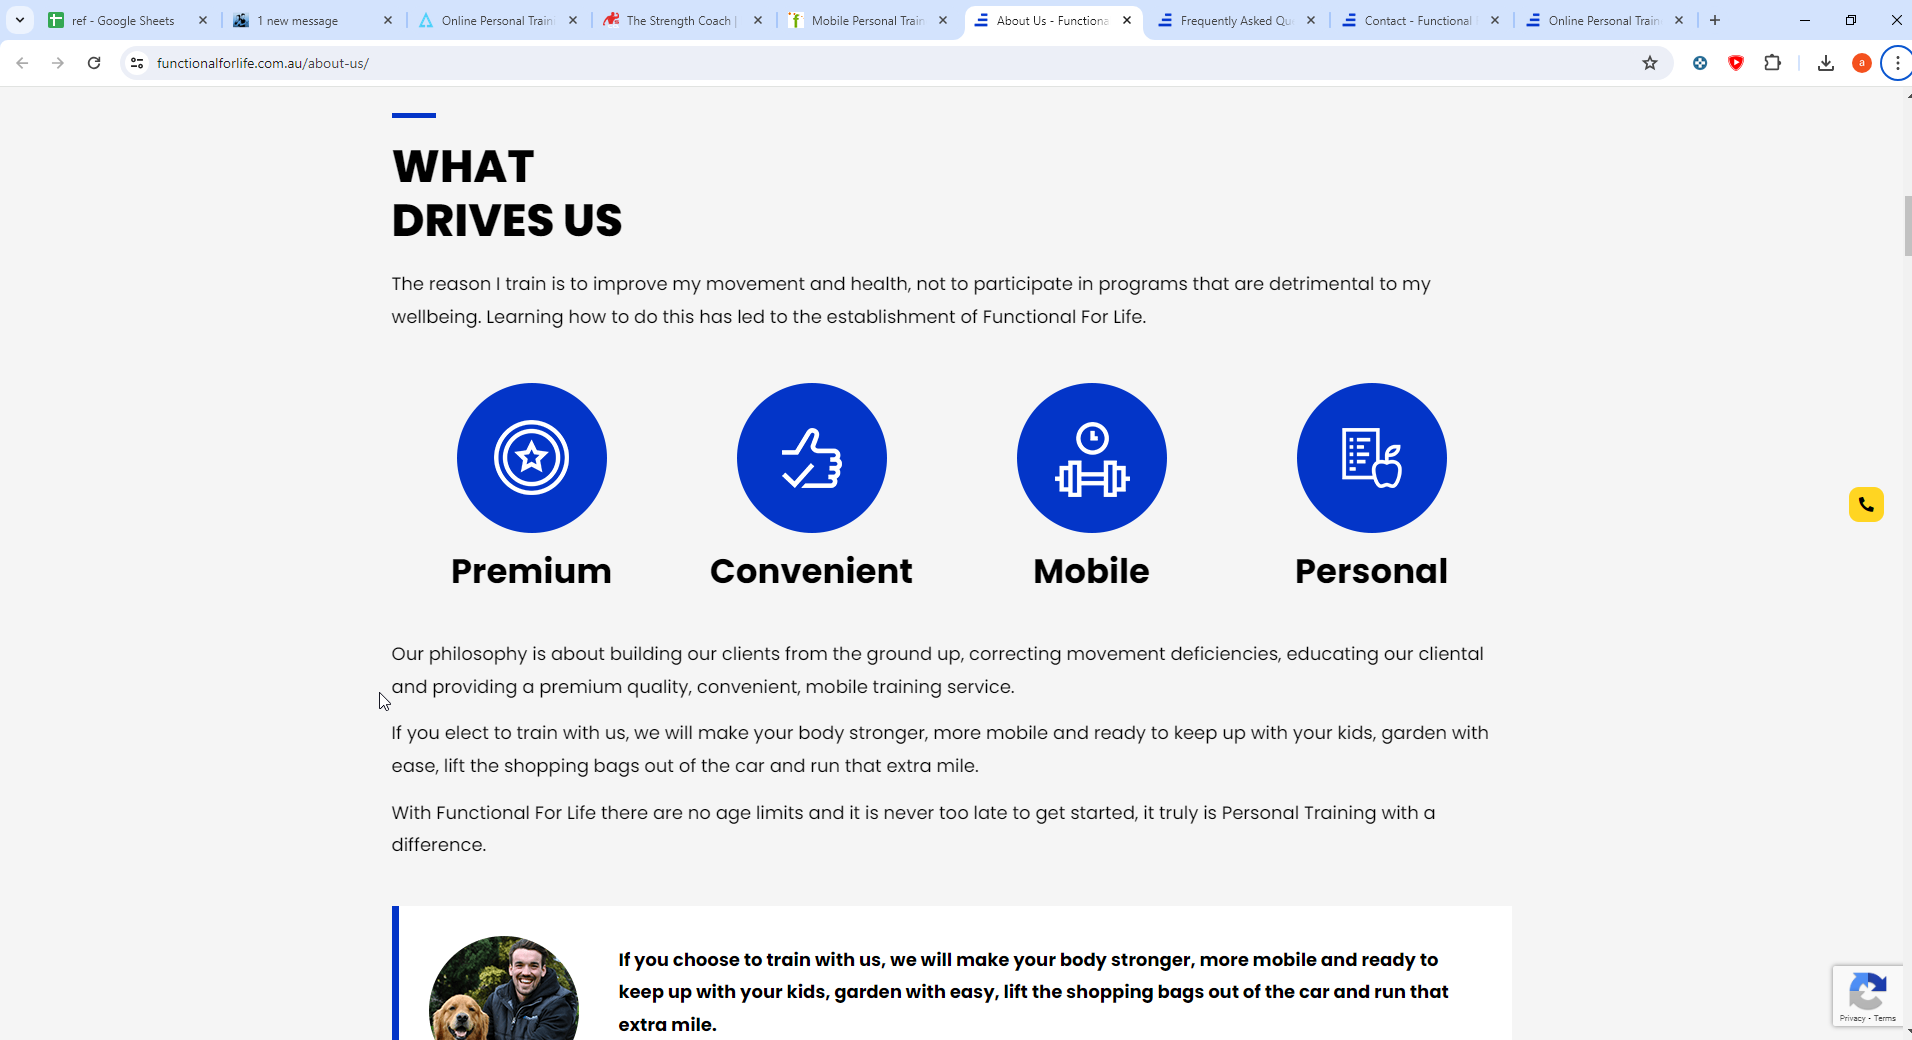 ref - Google Sheets
1 new message
Online Personal Traini
The Strength Coach |
Mobile Personal Train
About Us - Functiona
Frequently Asked Qu
Contact - Functional
Online Personal Traini
functionalforlife.com.au/about-us/
a
WHAT
DRIVES US
The reason I train is to improve my movement and health, not to participate in programs that are detrimental to my
wellbeing. Learning how to do this has led to the establishment of Functional For Life.
Premium
Convenient
Mobile
Personal
Our philosophy is about building our clients from the ground up, correcting movement deficiencies, educating our cliental
and providing a premium quality, convenient, mobile training service.
If you elect to train with us, we will make your body stronger, more mobile and ready to keep up with your kids, garden with
ease, lift the shopping bags out of the car and run that extra mile.
With Functional For Life there are no age limits and it is never too late to get started, it truly is Personal Training with a
difference.
If you choose to train with us, we will make your body stronger, more mobile and ready to
keep up with your kids, garden with easy, lift the shopping bags out of the car and run that
extra mile.
Privacy - Terms